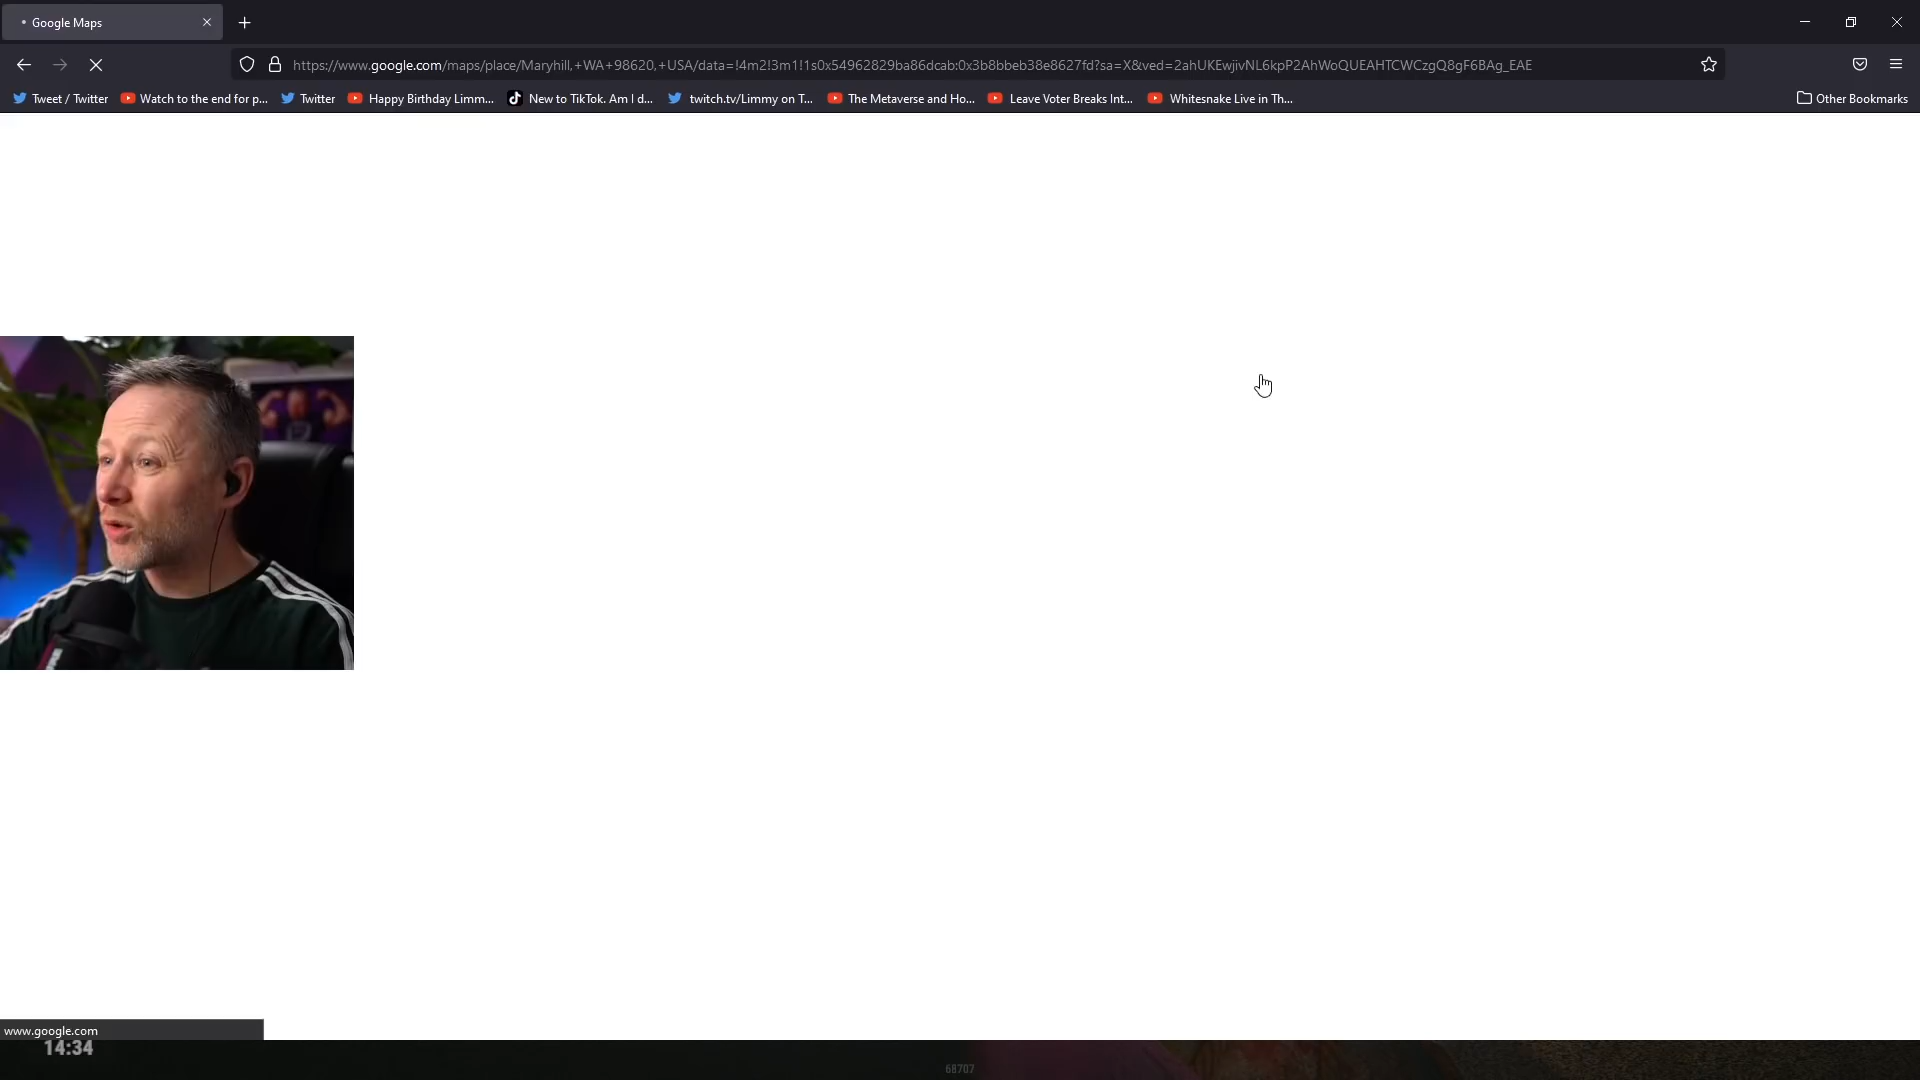 Google Maps
https://www.google.com/maps/place/Maryhill,+WA+98620,+USA/data=!4m2!3m1!1s0x54962829ba86dcab:0x3b8bbeb38e8627fd?sa=X&ved=2ahUKEwjivNL6kpP2AhWoQUEAHTCWCzgQ8gF6BAg_EAE
Tweet / Twitter Watch to the end for p... Twitter Happy Birthday Limm... New to TikTok. Am I d... twitch.tv/Limmy on T... The Metaverse and Ho... Leave Voter Breaks Int... Whitesnake Live in Th... Other Bookmarks
www.google.com
14:34
68707